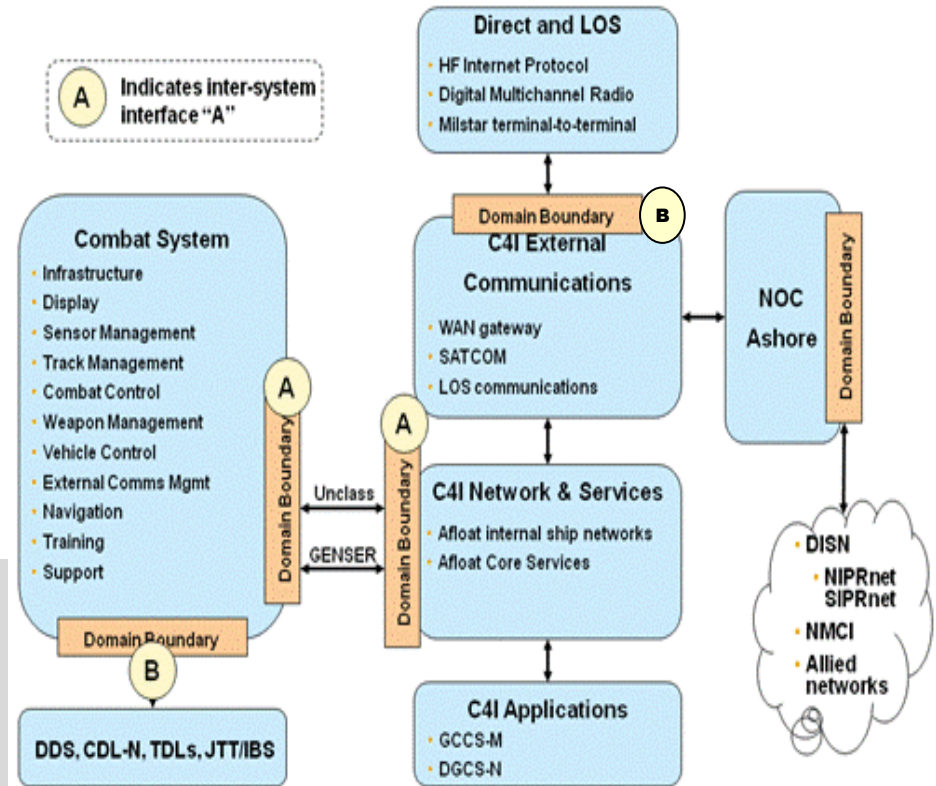 Direct and LOS
HF Internet Protocol
Digital Multichannel Radio
Milstar terminal-to-terminal
A
Indicates inter-system
interface “A”
Domain Boundary
B
C4I External
Communications
WAN gateway
SATCOM
LOS communications
NOC
Ashore
Domain Boundary
Combat System
Infrastructure
Display
Sensor Management
Track Management
Combat Control
Weapon Management
Vehicle Control
External Comms Mgmt
Navigation
Training
Support
A
Domain Boundary
Unclass
GENSER
A
Domain Boundary
C4I Network & Services
Afloat internal ship networks
Afloat Core Services
DISN
NIPRnet
SIPRnet
NMCI
Allied
networks
Domain Boundary
B
DDS, CDL-N, TDLs, JTT/IBS
C4I Applications
GCCS-M
DGCS-N